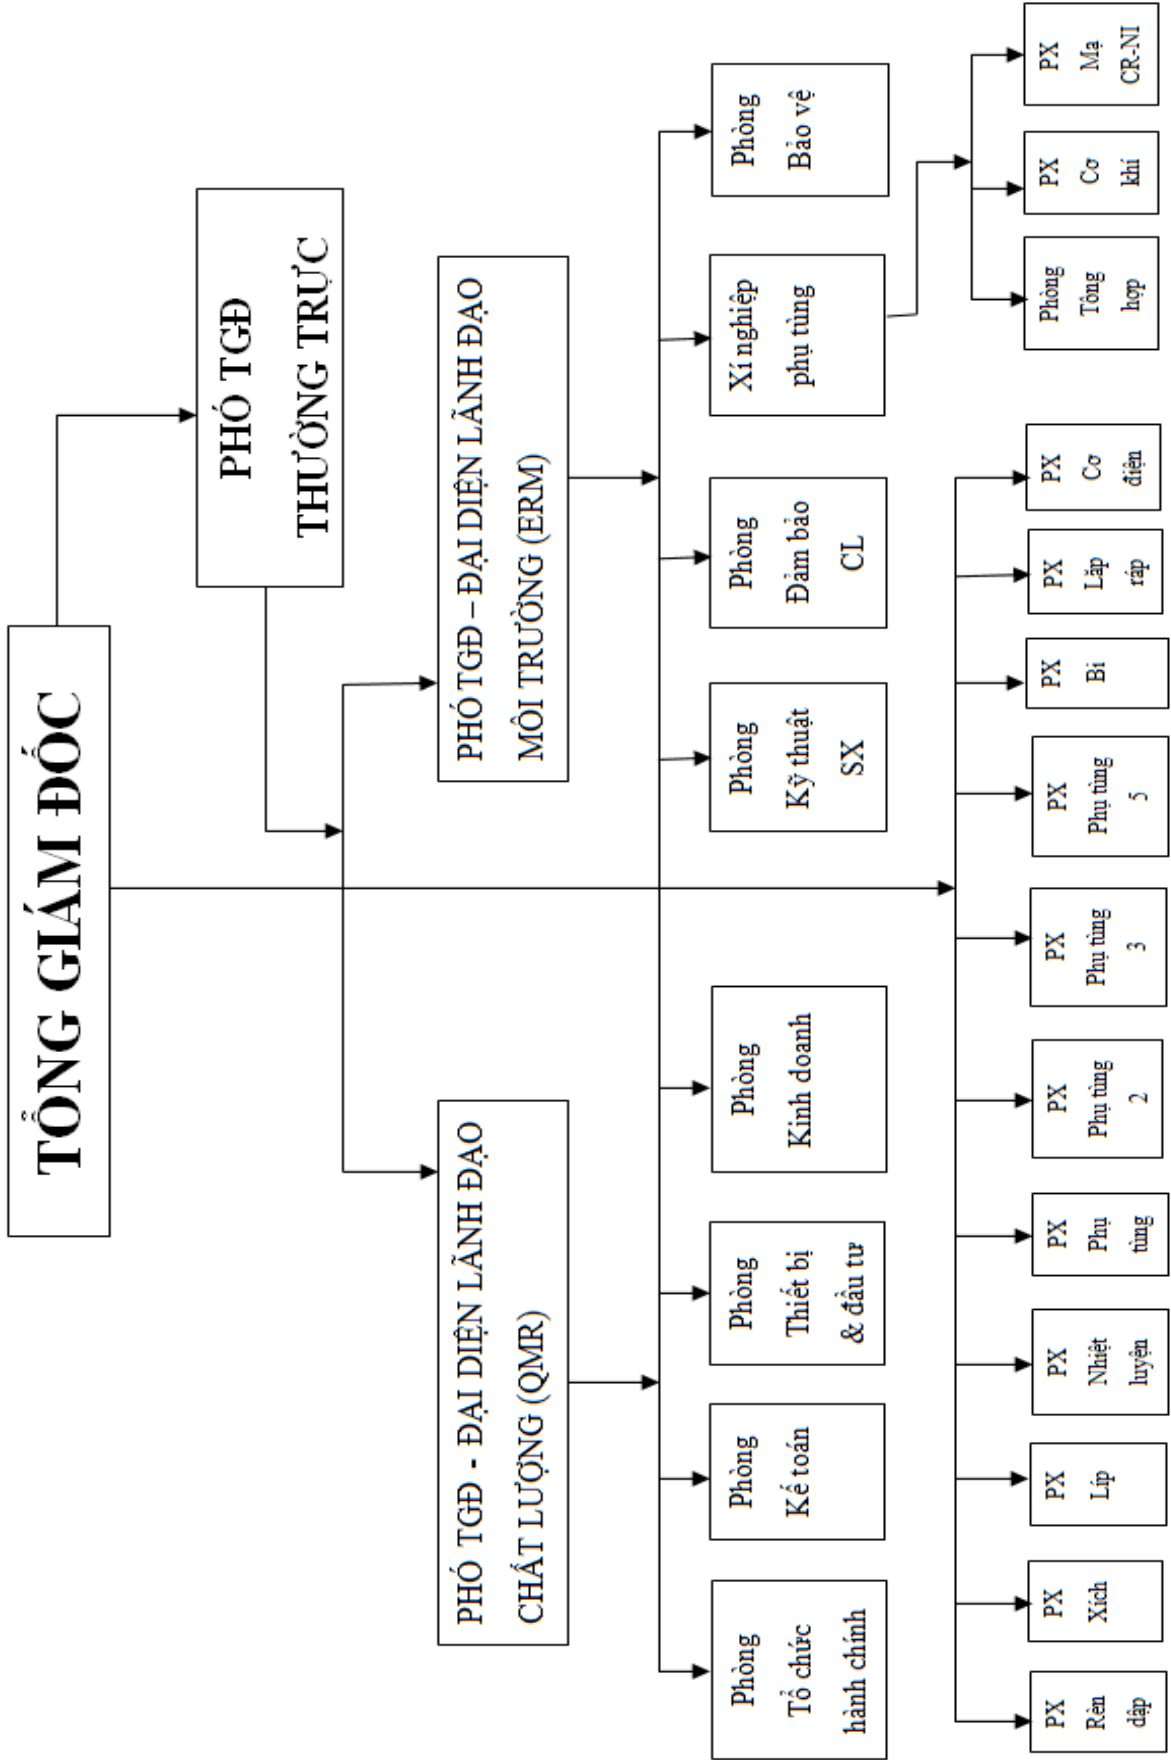 TỔNG GIÁM ĐỐC
PHÓ TGĐ
THƯỜNG TRỰC
PHÓ TGĐ - ĐẠI DIỆN LÃNH ĐẠO
CHẤT LƯỢNG (QMR)
PHÓ TGĐ – ĐẠI DIỆN LÃNH ĐẠO
MÔI TRƯỜNG (ERM)
Phòng
Tổ chức
hành chính
Phòng
Kế toán
Phòng
Thiết bị
& đầu tư
Phòng
Kinh doanh
Phòng
Kỹ thuật
SX
Phòng
Đảm bảo
CL
Xí nghiệp
phụ tùng
Phòng
Bảo vệ
PX
Rèn
dập
PX
Xích
PX
Líp
PX
Nhiệt
luyện
PX
Phụ
tùng
PX
Phụ tùng
2
PX
Phụ tùng
3
PX
Phụ tùng
5
PX
Bi
PX
Lắp
ráp
PX
Cơ
điện
Phòng
Tông
hợp
PX
Cơ
khí
PX
Mạ
CR-NI